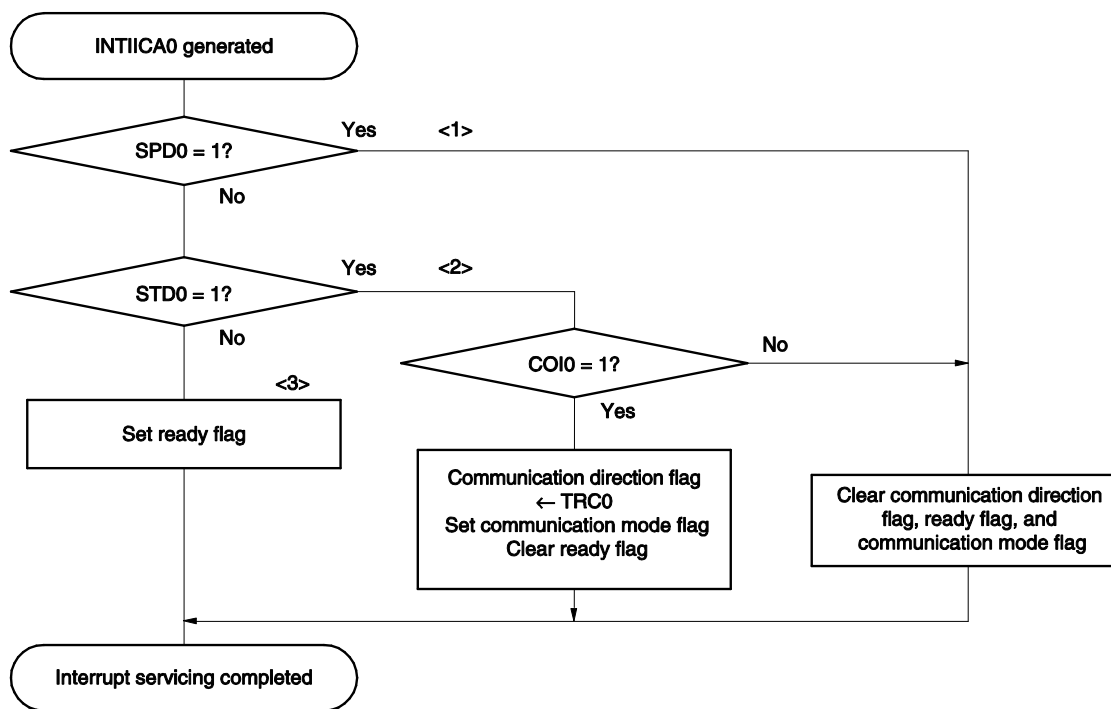 INTIICA0 generated
Yes
<1>
SPD0 = 1?
No
Yes
<2>
STD0 = 1?
No
COI0 = 1?
No
<3>
Yes
Set ready flag
Communication direction flag
← TRC0
Set communication mode flag
Clear ready flag
Clear communication direction
flag, ready flag, and
communication mode flag
Interrupt servicing completed